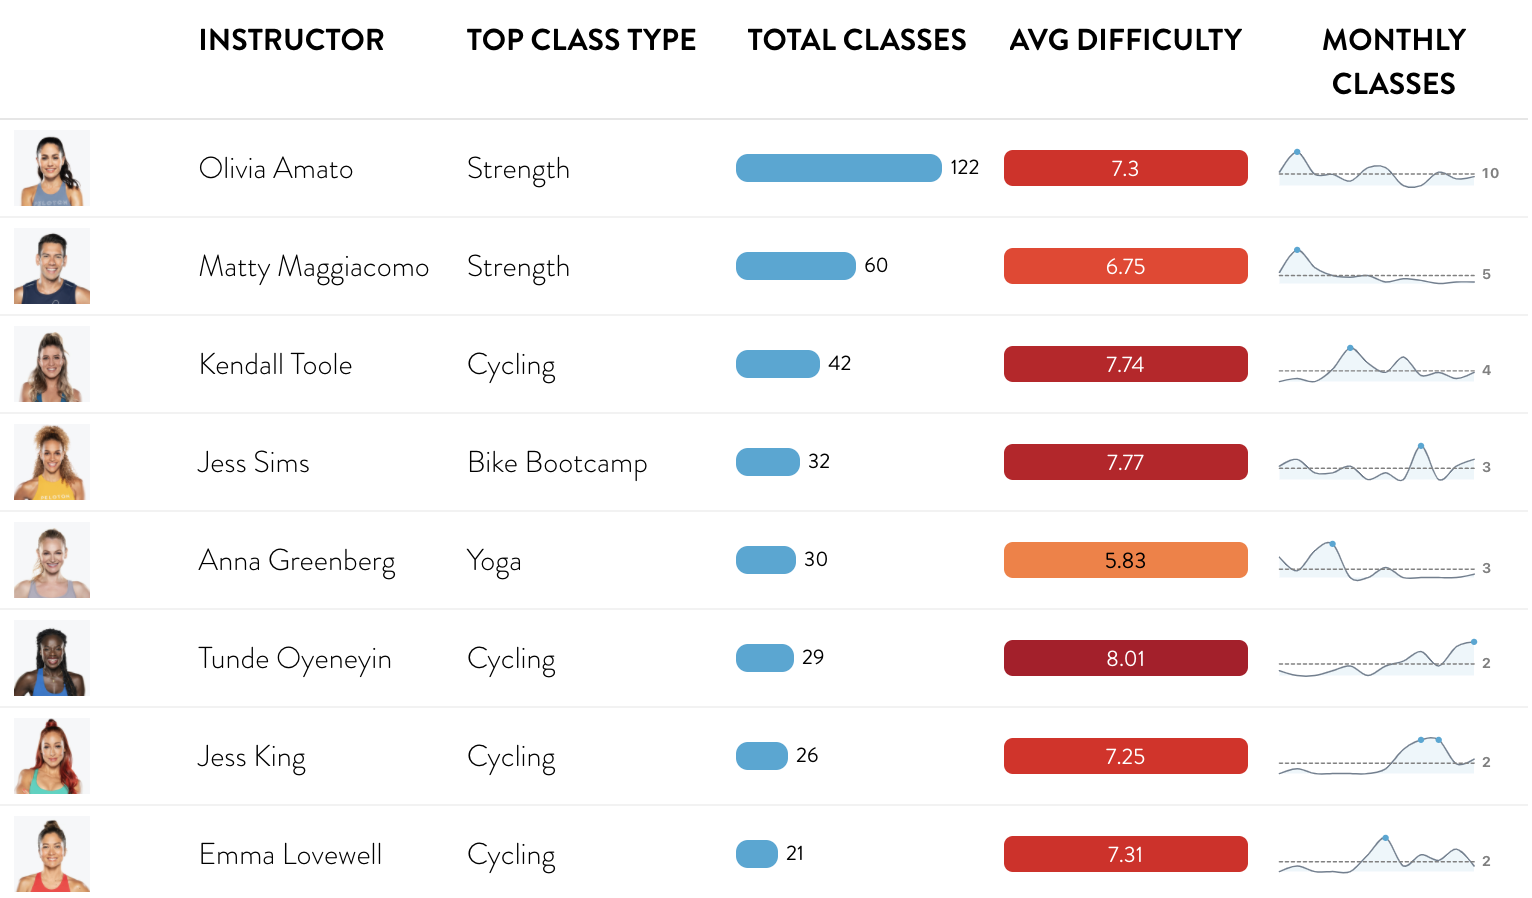 INSTRUCTOR TOP CLASS TYPE TOTAL CLASSES AVG DIFFICULTY MONTHLY
CLASSES
Olivia Amato Strength 122 7.3 10
Matty Maggiacomo Strength 60 6.75 5
Kendall Toole Cycling 42 7.74 4
Jess Sims Bike Bootcamp 32 7.77 3
Anna Greenberg Yoga 30 5.83 3
Tunde Oyeneyin Cycling 29 8.01 2
Jess King Cycling 26 7.25 2
Emma Lovewell Cycling 21 7.31 2